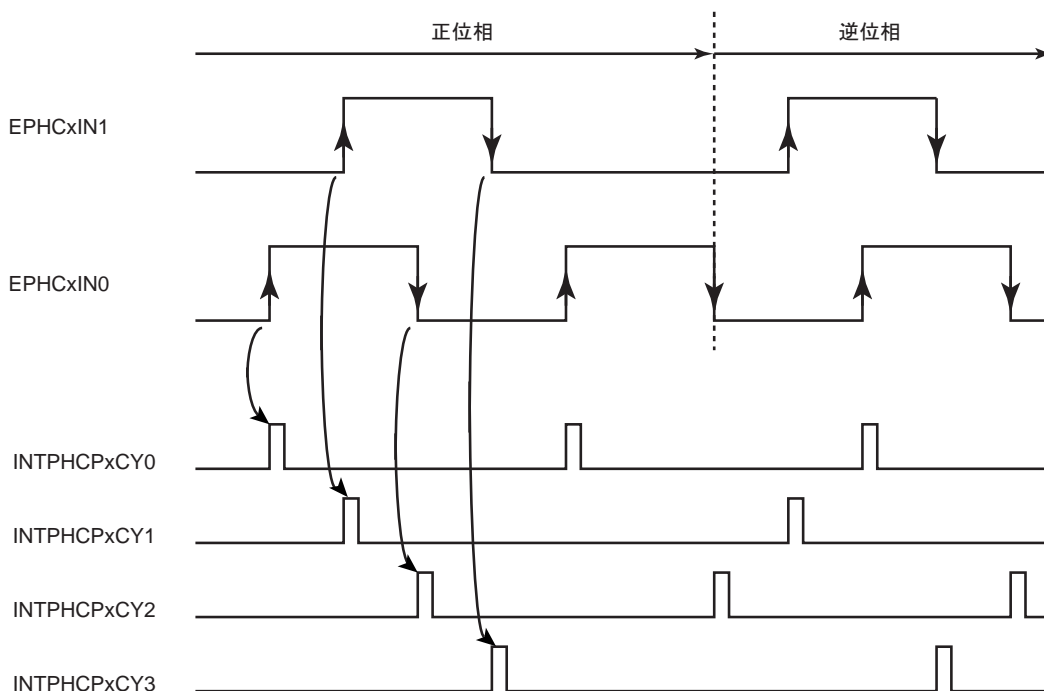 正位相
逆位相
EPHCxIN1
EPHCxIN0
INTPHCPxCY0
INTPHCPxCY1
INTPHCPxCY2
INTPHCPxCY3